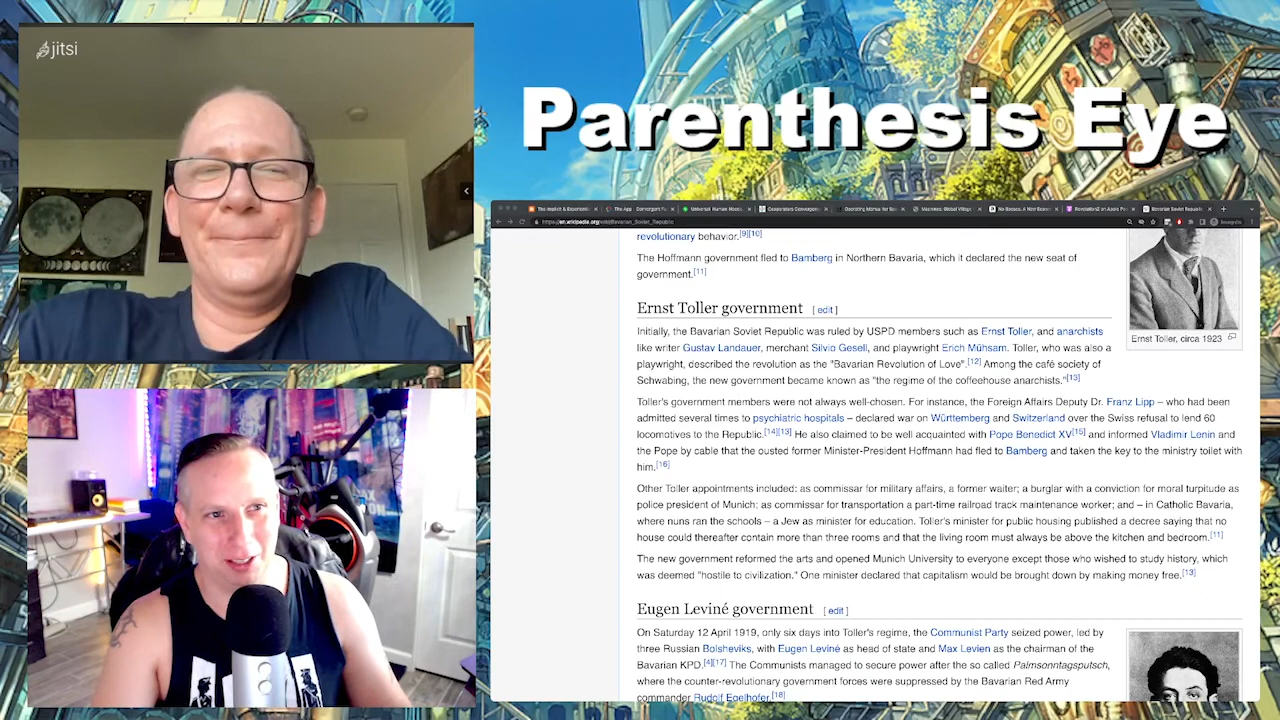 jitsi
Parenthesis Eye
https://en.wikipedia.org/wiki/Bavarian_Soviet_Republic
revolutionary behavior.[9][10]
The Hoffmann government fled to Bamberg in Northern Bavaria, which it declared the new seat of
government.[11]
Ernst Toller government [ edit ]
Initially, the Bavarian Soviet Republic was ruled by USPD members such as Ernst Toller, and anarchists
like writer Gustav Landauer, merchant Silvio Gesell, and playwright Erich Mühsam. Toller, who was also a
playwright, described the revolution as the "Bavarian Revolution of Love".[12] Among the café society of
Schwabing, the new government became known as "the regime of the coffeehouse anarchists."[13]
Ernst Toller, circa 1923
Toller's government members were not always well-chosen. For instance, the Foreign Affairs Deputy Dr. Franz Lipp – who had been
admitted several times to psychiatric hospitals – declared war on Württemberg and Switzerland over the Swiss refusal to lend 60
locomotives to the Republic.[14][13] He also claimed to be well acquainted with Pope Benedict XV[15] and informed Vladimir Lenin and
the Pope by cable that the ousted former Minister-President Hoffmann had fled to Bamberg and taken the key to the ministry toilet with
him.[16]
Other Toller appointments included: as commissar for military affairs, a former waiter; a burglar with a conviction for moral turpitude as
police president of Munich; as commissar for transportation a part-time railroad track maintenance worker; and – in Catholic Bavaria,
where nuns ran the schools – a Jew as minister for education. Toller's minister for public housing published a decree saying that no
house could thereafter contain more than three rooms and that the living room must always be above the kitchen and bedroom.[11]
The new government reformed the arts and opened Munich University to everyone except those who wished to study history, which
was deemed "hostile to civilization." One minister declared that capitalism would be brought down by making money free.[13]
Eugen Leviné government [ edit ]
On Saturday 12 April 1919, only six days into Toller's regime, the Communist Party seized power, led by
three Russian Bolsheviks, with Eugen Leviné as head of state and Max Levien as the chairman of the
Bavarian KPD.[4][17] The Communists managed to secure power after the so called Palmsonntagsputsch,
where the counter-revolutionary government forces were suppressed by the Bavarian Red Army
commander Rudolf Egelhofer.[18]